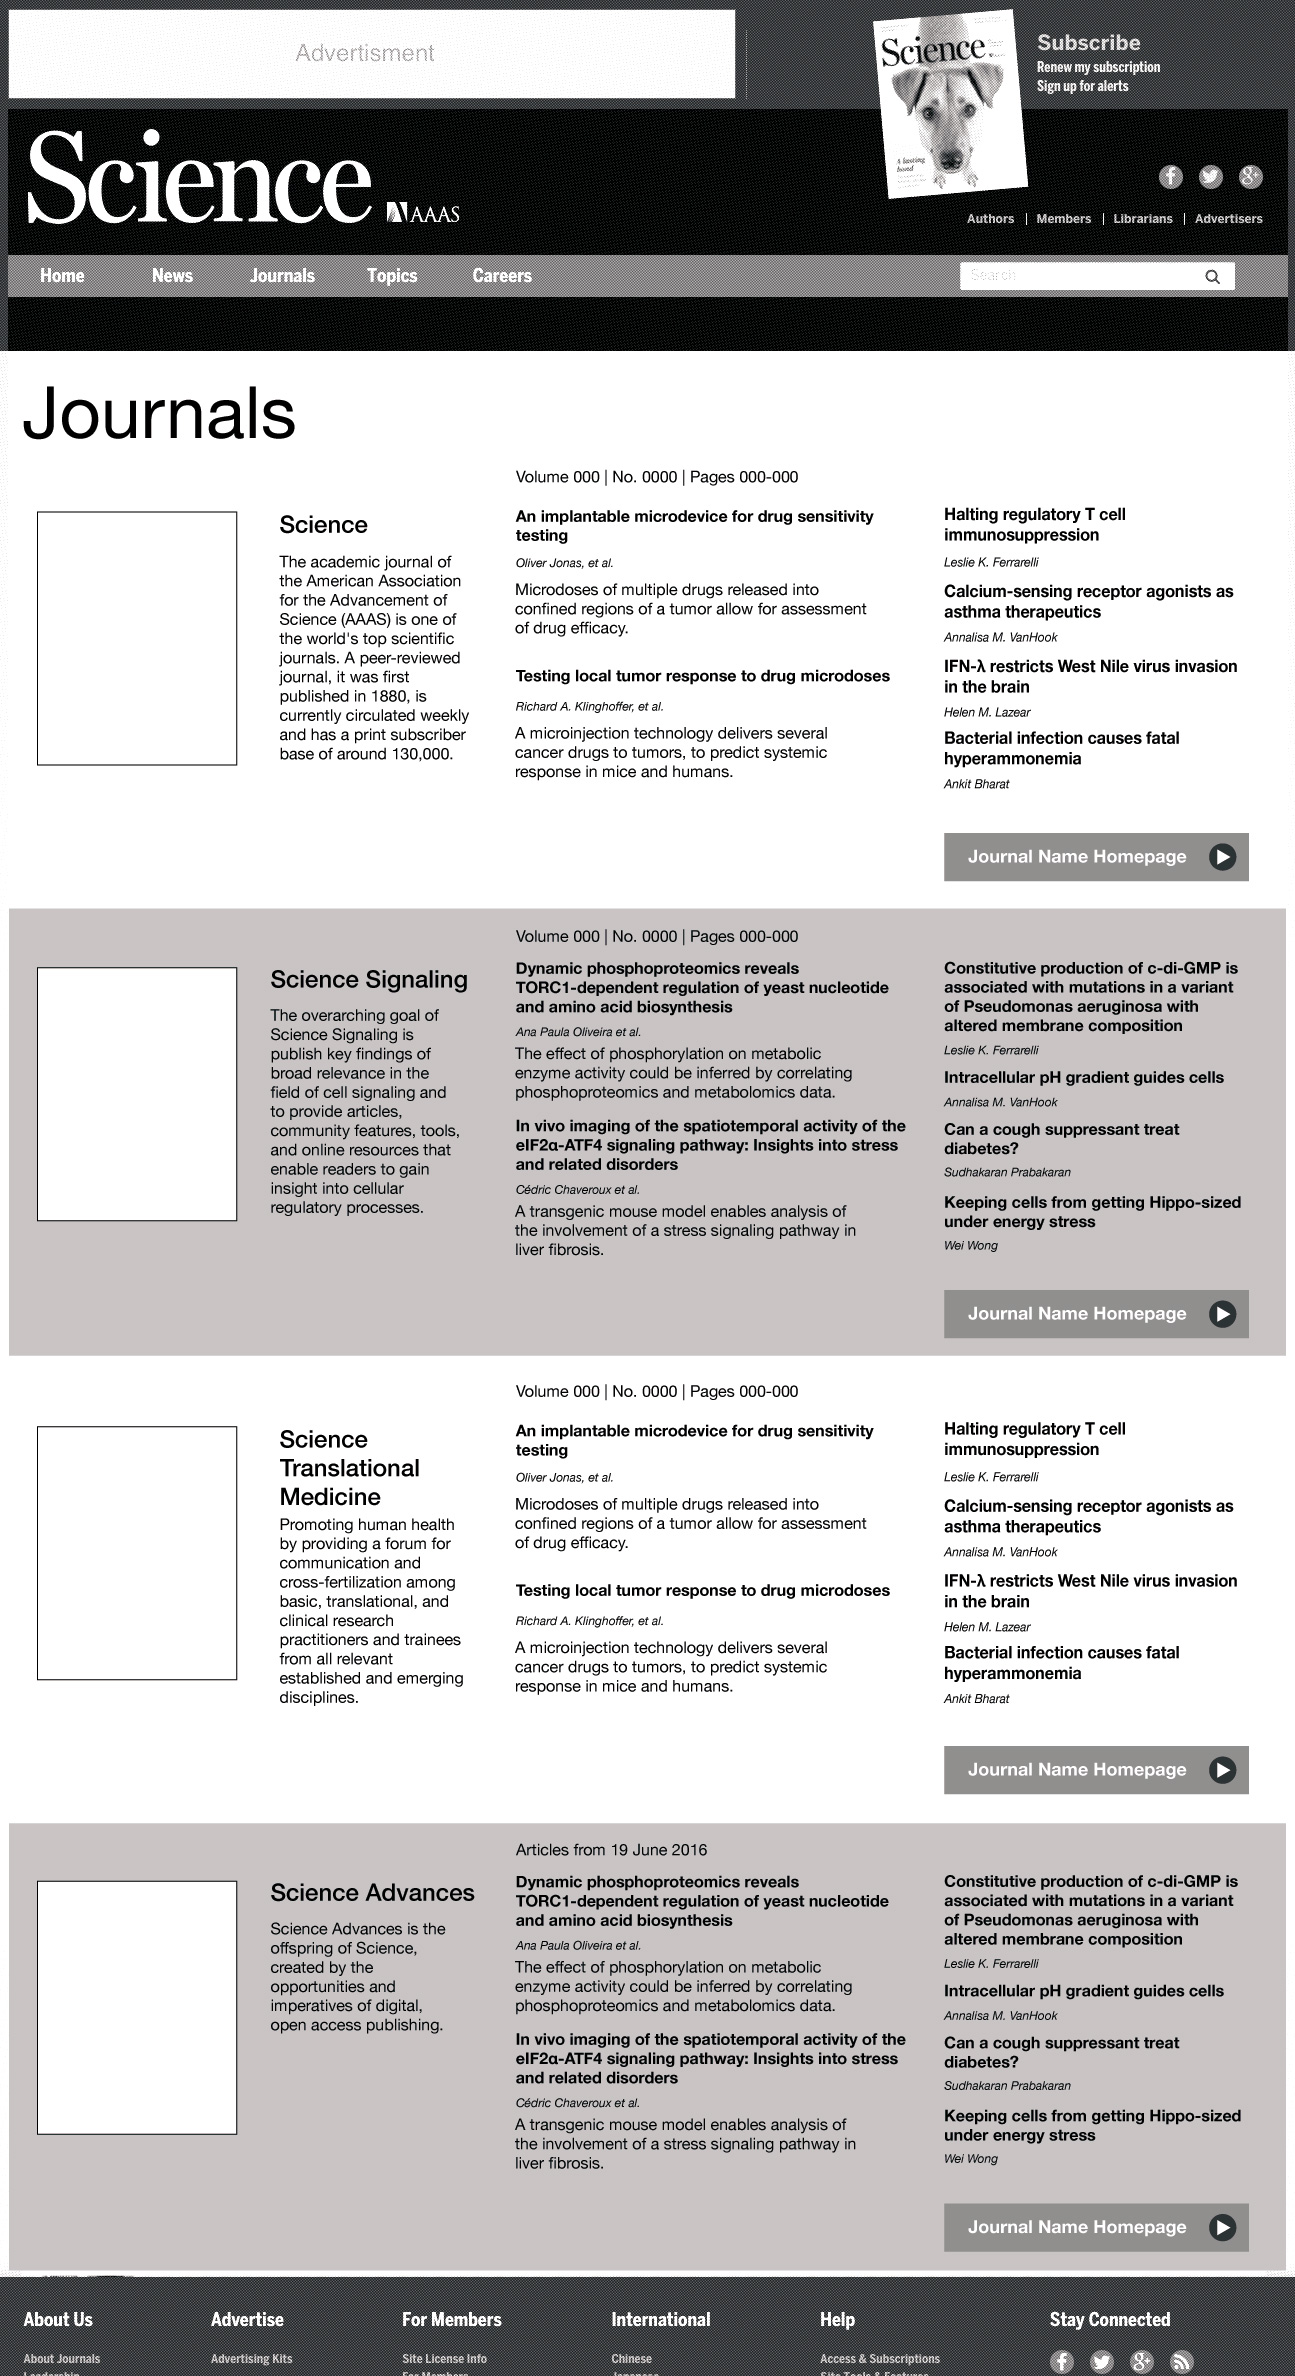 Advertisment
Science
Subscribe
Renew my subscription
Sign up for alerts
Science AAAS
Authors | Members | Librarians | Advertisers
Home News Journals Topics Careers
Search
Journals
Volume 000 | No. 0000 | Pages 000-000
Science
The academic journal of
the American Association
for the Advancement of
Science (AAAS) is one of
the world's top scientific
journals. A peer-reviewed
journal, it was first
published in 1880, is
currently circulated weekly
and has a print subscriber
base of around 130,000.
An implantable microdevice for drug sensitivity
testing
Oliver Jonas, et al.
Microdoses of multiple drugs released into
confined regions of a tumor allow for assessment
of drug efficacy.
Testing local tumor response to drug microdoses
Richard A. Klinghoffer, et al.
A microinjection technology delivers several
cancer drugs to tumors, to predict systemic
response in mice and humans.
Halting regulatory T cell
immunosuppression
Leslie K. Ferrarelli
Calcium-sensing receptor agonists as
asthma therapeutics
Annalisa M. VanHook
IFN-λ restricts West Nile virus invasion
in the brain
Helen M. Lazear
Bacterial infection causes fatal
hyperammonemia
Ankit Bharat
Journal Name Homepage
Volume 000 | No. 0000 | Pages 000-000
Science Signaling
The overarching goal of
Science Signaling is
publish key findings of
broad relevance in the
field of cell signaling and
to provide articles,
community features, tools,
and online resources that
enable readers to gain
insight into cellular
regulatory processes.
Dynamic phosphoproteomics reveals
TORC1-dependent regulation of yeast nucleotide
and amino acid biosynthesis
Ana Paula Oliveira et al.
The effect of phosphorylation on metabolic
enzyme activity could be inferred by correlating
phosphoproteomics and metabolomics data.
In vivo imaging of the spatiotemporal activity of the
eIF2α-ATF4 signaling pathway: Insights into stress
and related disorders
Cédric Chaveroux et al.
A transgenic mouse model enables analysis of
the involvement of a stress signaling pathway in
liver fibrosis.
Constitutive production of c-di-GMP is
associated with mutations in a variant
of Pseudomonas aeruginosa with
altered membrane composition
Leslie K. Ferrarelli
Intracellular pH gradient guides cells
Annalisa M. VanHook
Can a cough suppressant treat
diabetes?
Sudhakaran Prabakaran
Keeping cells from getting Hippo-sized
under energy stress
Wei Wong
Journal Name Homepage
Volume 000 | No. 0000 | Pages 000-000
Science
Translational
Medicine
Promoting human health
by providing a forum for
communication and
cross-fertilization among
basic, translational, and
clinical research
practitioners and trainees
from all relevant
established and emerging
disciplines.
An implantable microdevice for drug sensitivity
testing
Oliver Jonas, et al.
Microdoses of multiple drugs released into
confined regions of a tumor allow for assessment
of drug efficacy.
Testing local tumor response to drug microdoses
Richard A. Klinghoffer, et al.
A microinjection technology delivers several
cancer drugs to tumors, to predict systemic
response in mice and humans.
Halting regulatory T cell
immunosuppression
Leslie K. Ferrarelli
Calcium-sensing receptor agonists as
asthma therapeutics
Annalisa M. VanHook
IFN-λ restricts West Nile virus invasion
in the brain
Helen M. Lazear
Bacterial infection causes fatal
hyperammonemia
Ankit Bharat
Journal Name Homepage
Articles from 19 June 2016
Science Advances
Science Advances is the
offspring of Science,
created by the
opportunities and
imperatives of digital,
open access publishing.
Dynamic phosphoproteomics reveals
TORC1-dependent regulation of yeast nucleotide
and amino acid biosynthesis
Ana Paula Oliveira et al.
The effect of phosphorylation on metabolic
enzyme activity could be inferred by correlating
phosphoproteomics and metabolomics data.
In vivo imaging of the spatiotemporal activity of the
eIF2α-ATF4 signaling pathway: Insights into stress
and related disorders
Cédric Chaveroux et al.
A transgenic mouse model enables analysis of
the involvement of a stress signaling pathway in
liver fibrosis.
Constitutive production of c-di-GMP is
associated with mutations in a variant
of Pseudomonas aeruginosa with
altered membrane composition
Leslie K. Ferrarelli
Intracellular pH gradient guides cells
Annalisa M. VanHook
Can a cough suppressant treat
diabetes?
Sudhakaran Prabakaran
Keeping cells from getting Hippo-sized
under energy stress
Wei Wong
Journal Name Homepage
About Us Advertise For Members International Help Stay Connected
About Journals Advertising Kits Site License Info Chinese Access & Subscriptions